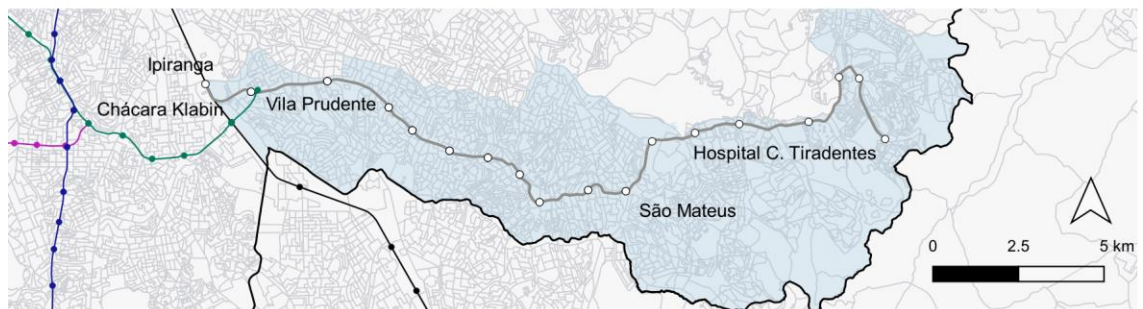 Ipiranga
Chácara Klabin
Vila Prudente
Hospital C. Tiradentes
São Mateus
0 2.5 5 km